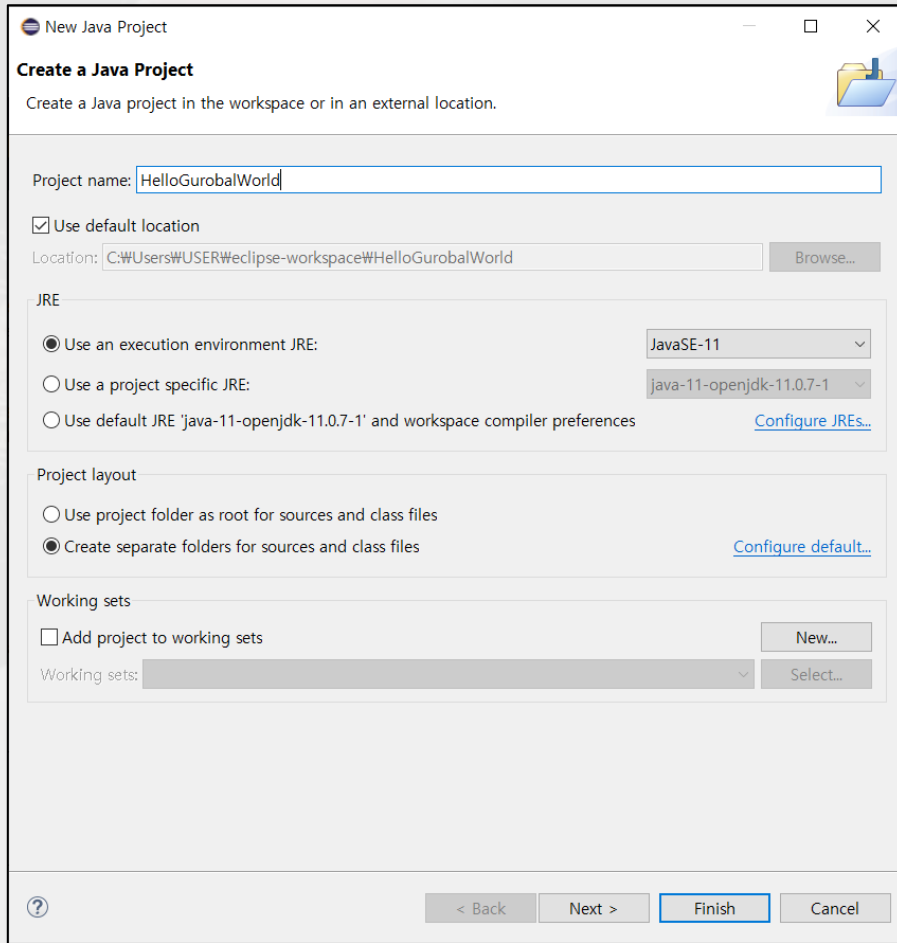 New Java Project
Create a Java Project
Create a Java project in the workspace or in an external location.
Project name: HelloGurobalWorld
Use default location
Location: C:₩Users₩USER₩eclipse-workspace₩HelloGurobalWorld Browse...
JRE
Use an execution environment JRE: JavaSE-11
Use a project specific JRE: java-11-openjdk-11.0.7-1
Use default JRE 'java-11-openjdk-11.0.7-1' and workspace compiler preferences Configure JREs...
Project layout
Use project folder as root for sources and class files
Create separate folders for sources and class files Configure default...
Working sets
Add project to working sets New...
Working sets: Select...
? < Back Next > Finish Cancel